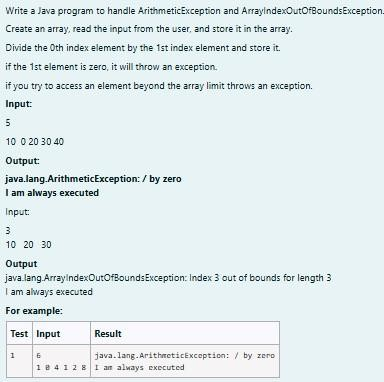 Write a Java program to handle ArithmeticException and ArrayIndexOutOfBoundsException.
Create an array, read the input from the user, and store it in the array.
Divide the 0th index element by the 1st index element and store it.
if the 1st element is zero, it will throw an exception.
if you try to access an element beyond the array limit throws an exception.
Input:
5
10 0 20 30 40
Output:
java.lang.ArithmeticException: / by zero
I am always executed
Input:
3
10 20 30
Output
java.lang.ArrayIndexOutOfBoundsException: Index 3 out of bounds for length 3
I am always executed
For example:
Test Input Result
1 6 java.lang.ArithmeticException: / by zero
1 0 4 1 2 8 I am always executed